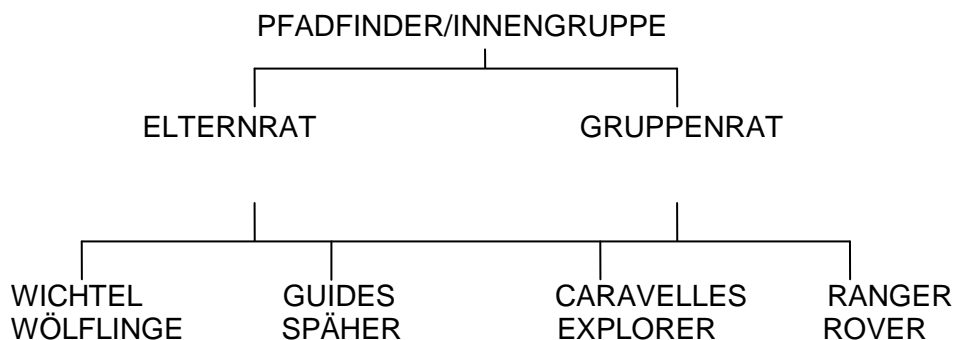 PFADFINDER/INNENGRUPPE
ELTERNRAT GRUPPENRAT
WICHTEL GUIDES CARAVELLES RANGER
WÖLFLINGE SPÄHER EXPLORER ROVER